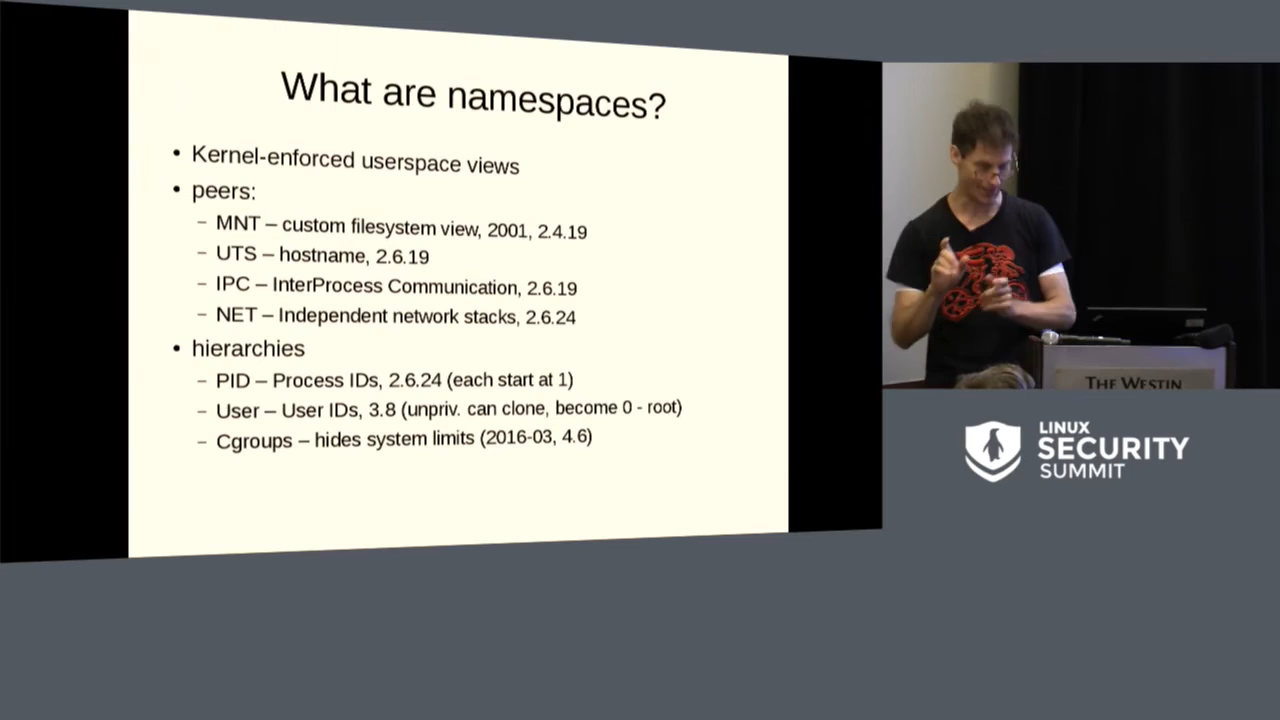 What are namespaces?
• Kernel-enforced userspace views
• peers:
– MNT – custom filesystem view, 2001, 2.4.19
– UTS – hostname, 2.6.19
– IPC – InterProcess Communication, 2.6.19
– NET – Independent network stacks, 2.6.24
• hierarchies
– PID – Process IDs, 2.6.24 (each start at 1)
– User – User IDs, 3.8 (unpriv. can clone, become 0 - root)
– Cgroups – hides system limits (2016-03, 4.6)
THE WESTIN
LINUX
SECURITY
SUMMIT